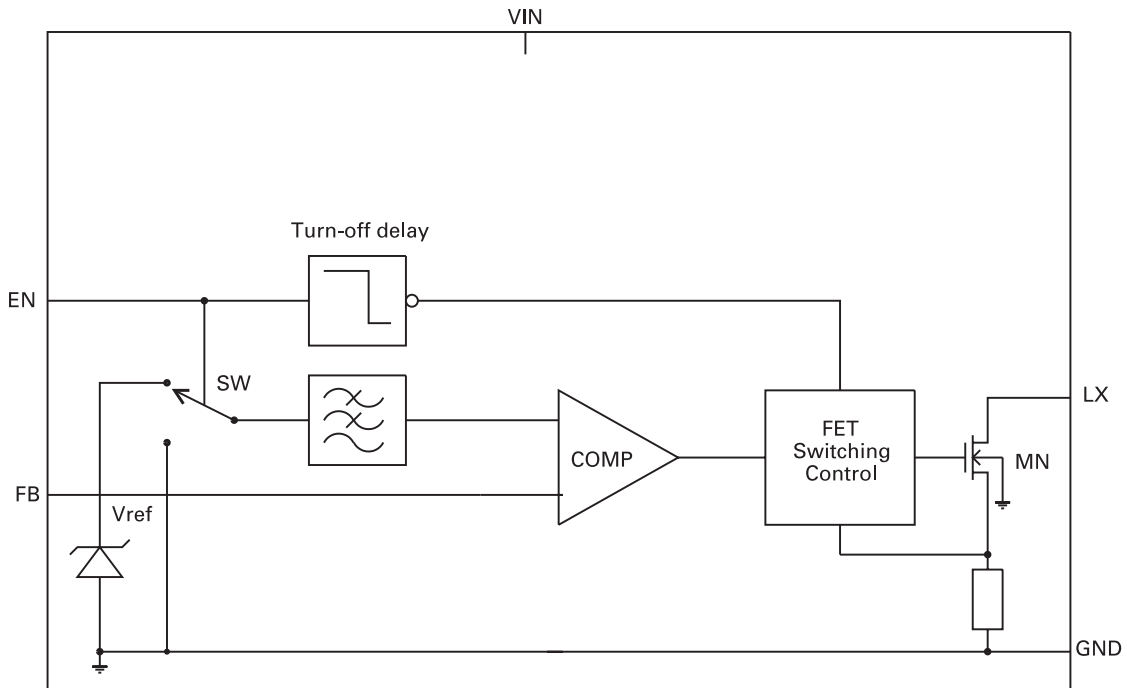 VIN
Turn-off delay
EN
SW
LX
FET
Switching
Control
COMP
MN
FB
Vref
GND